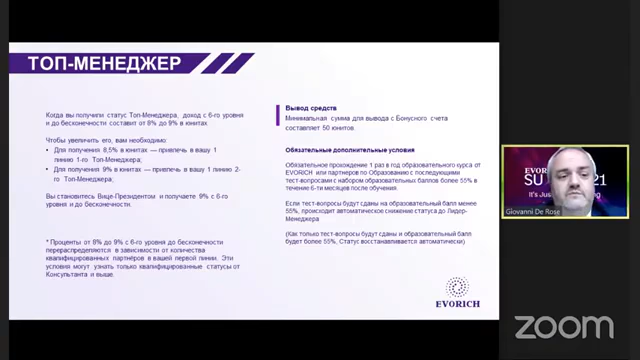 ТОП-МЕНЕДЖЕР
Когда вы получили статус Топ-Менеджера, доход с 6-го уровня
и до бесконечности составит от 8% до 9% в юнитах
Чтобы увеличить его, вам необходимо:
• Для получения 8,5% в юнитах — привлечь в вашу 1
линию 1-го Топ-Менеджера;
• Для получения 9% в юнитах — привлечь в вашу 1 линию 2-
го Топ-Менеджера;
Вы становитесь Вице-Президентом и получаете 9% с 6-го
уровня и до бесконечности.
* Проценты от 8% до 9% с 6-го уровня до бесконечности
перераспределяются в зависимости от количества
квалифицированных партнёров в вашей первой линии. Эти
условия могут узнать только квалифицированные статусы от
Консультанта и выше.
Вывод средств
Минимальная сумма для вывода с Бонусного счета
составляет 50 юнитов.
Обязательные дополнительные условия
Обязательное прохождение 1 раз в год образовательного курса от
EVORICH или партнеров по Образованию с последующими
тест-вопросами с набором образовательных баллов более 55% в
течение 6-ти месяцев после обучения.
Если тест-вопросы будут сданы на образовательный балл менее
55%, происходит автоматическое снижение статуса до Лидер-
Менеджера
(Как только тест-вопросы будут сданы и образовательный балл
будет более 55%, Статус восстанавливается автоматически)
EVORICH
EVOR
SU 21
It's Jus ng
Giovanni De Rose
zoom